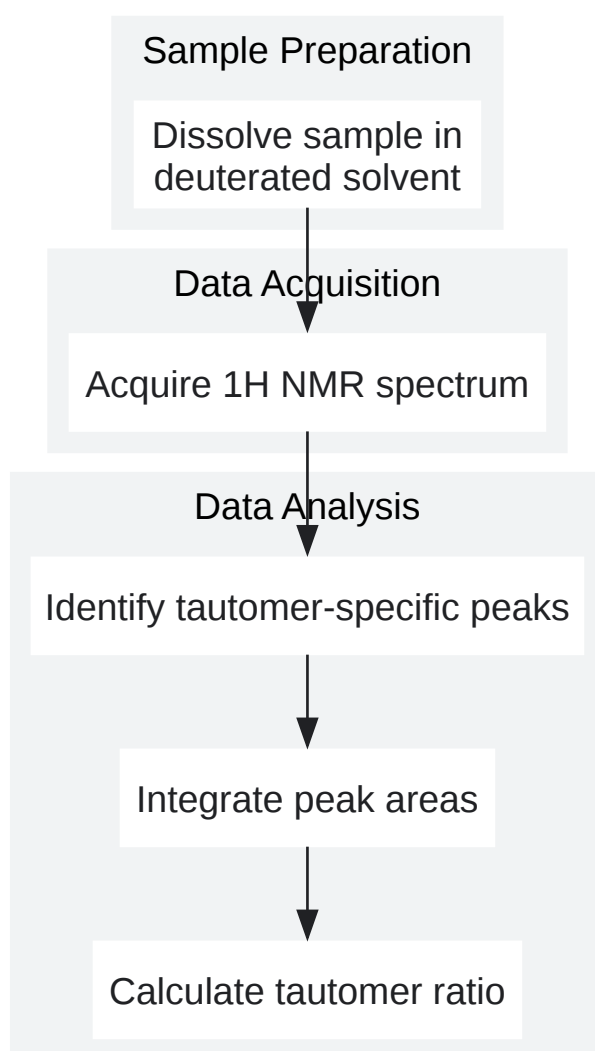 Sample Preparation
Dissolve sample in
deuterated solvent
Data Acquisition
Acquire 1H NMR spectrum
Data Analysis
Identify tautomer-specific peaks
Integrate peak areas
Calculate tautomer ratio